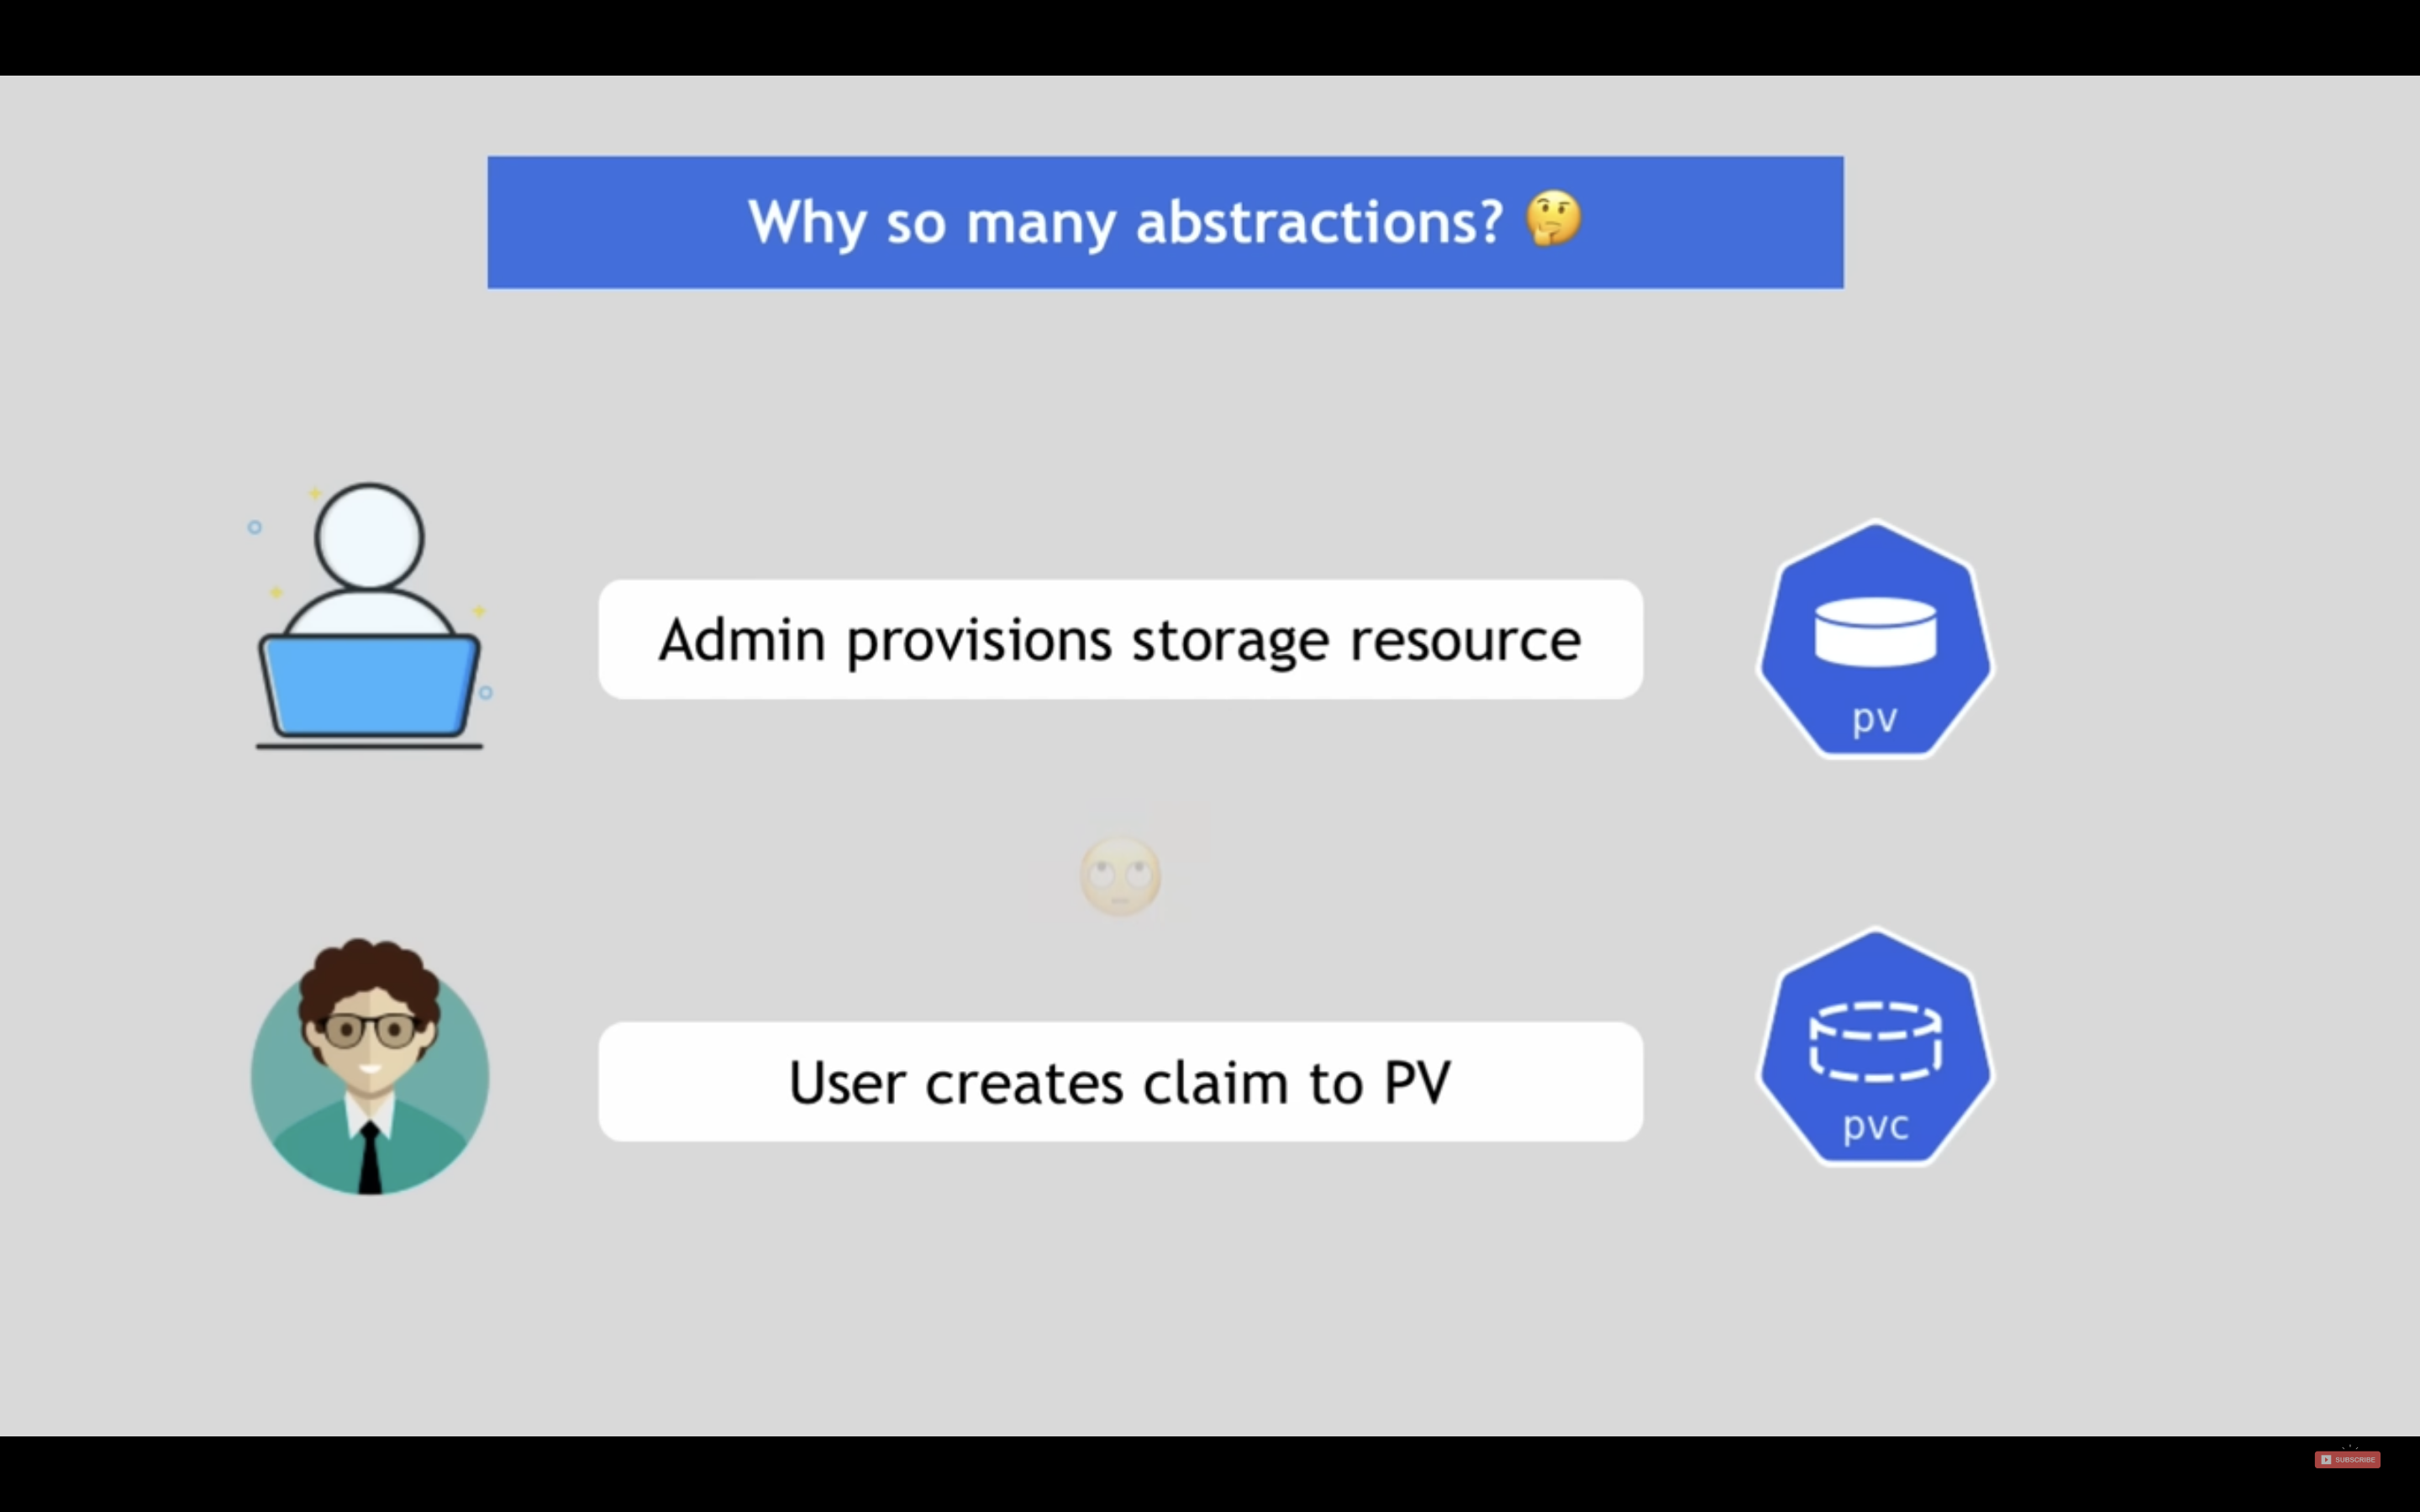 Why so many abstractions? 🤔
Admin provisions storage resource
pv
User creates claim to PV
pvc
SUBSCRIBE